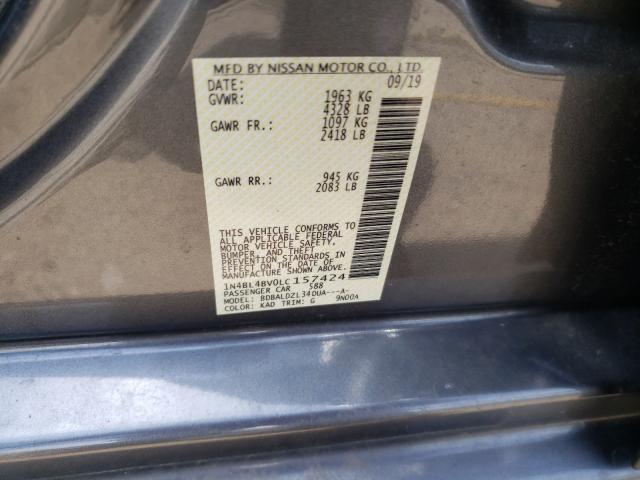 MFD BY NISSAN MOTOR CO., LTD.
DATE: 09/19
GVWR: 1963 KG
4328 LB
GAWR FR.: 1097 KG
2418 LB
GAWR RR.: 945 KG
2083 LB
THIS VEHICLE CONFORMS TO
ALL APPLICABLE FEDERAL
MOTOR VEHICLE SAFETY,
BUMPER, AND THEFT
PREVENTION STANDARDS IN
EFFECT ON THE DATE OF
MANUFACTURE SHOWN ABOVE.
1N4BL4BV0LC157424
PASSENGER CAR 588
MODEL: BDBALDZL34DUA---A-
COLOR: KAD TRIM: G 9N00A